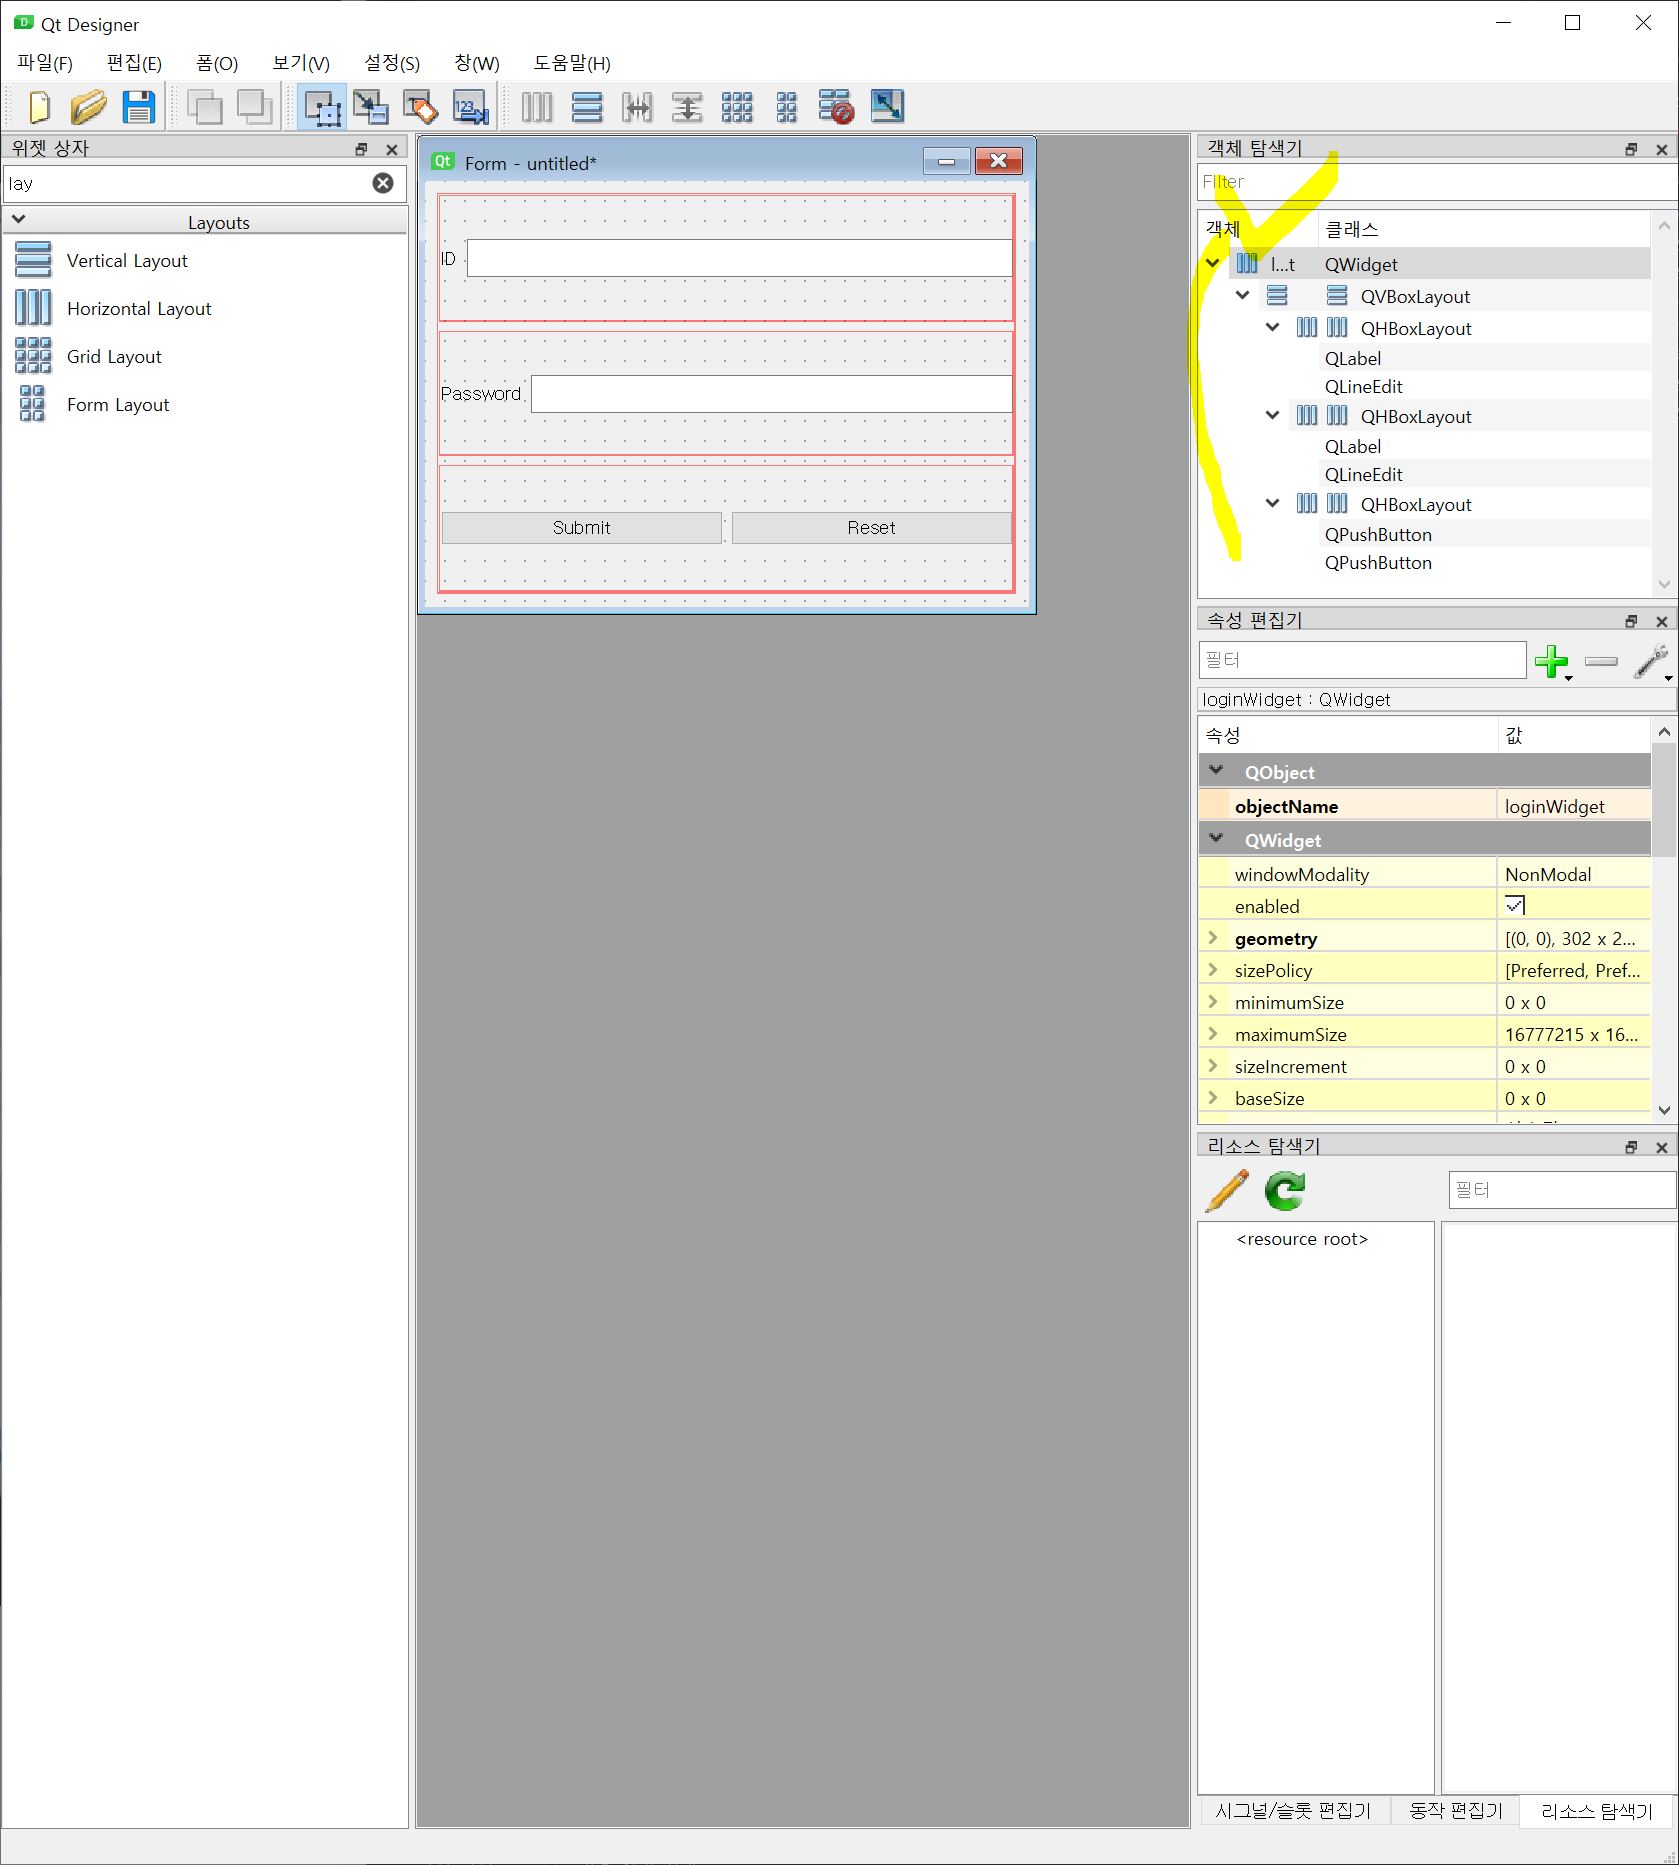 Qt Designer
파일(F) 편집(E) 폼(O) 보기(V) 설정(S) 창(W) 도움말(H)
위젯 상자
lay
Layouts
Vertical Layout
Horizontal Layout
Grid Layout
Form Layout
Form - untitled*
ID
Password
Submit Reset
객체 탐색기
Filter
객체 클래스
l...t QWidget
QVBoxLayout
QHBoxLayout
QLabel
QLineEdit
QHBoxLayout
QLabel
QLineEdit
QHBoxLayout
QPushButton
QPushButton
속성 편집기
필터
loginWidget : QWidget
속성 값
QObject
objectName loginWidget
QWidget
windowModality NonModal
enabled
geometry [(0, 0), 302 x 2...
sizePolicy [Preferred, Pref...
minimumSize 0 x 0
maximumSize 16777215 x 16...
sizeIncrement 0 x 0
baseSize 0 x 0
리소스 탐색기
필터
<resource root>
시그널/슬롯 편집기 동작 편집기 리소스 탐색기